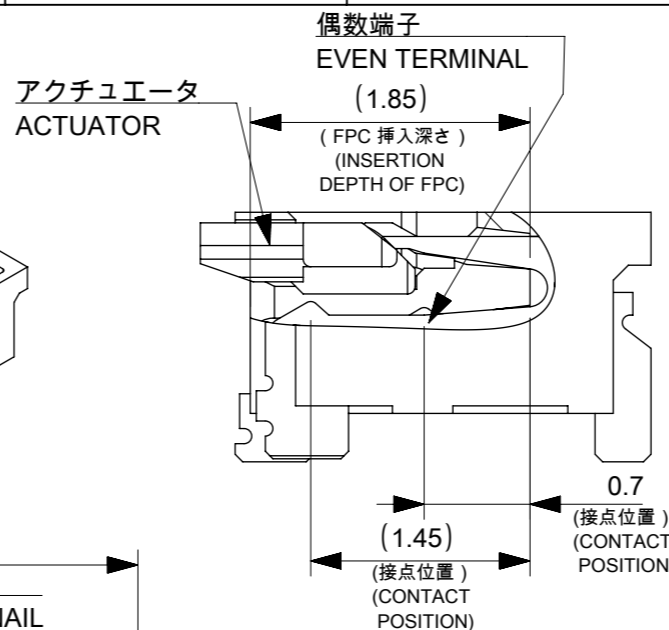 偶数端子
EVEN TERMINAL
アクチュエータ
ACTUATOR
(1.85)
( FPC 挿入深さ )
(INSERTION
DEPTH OF FPC)
0.7
(接点位置 )
(CONTACT
POSITION
(1.45)
(接点位置 )
(CONTACT
POSITION)